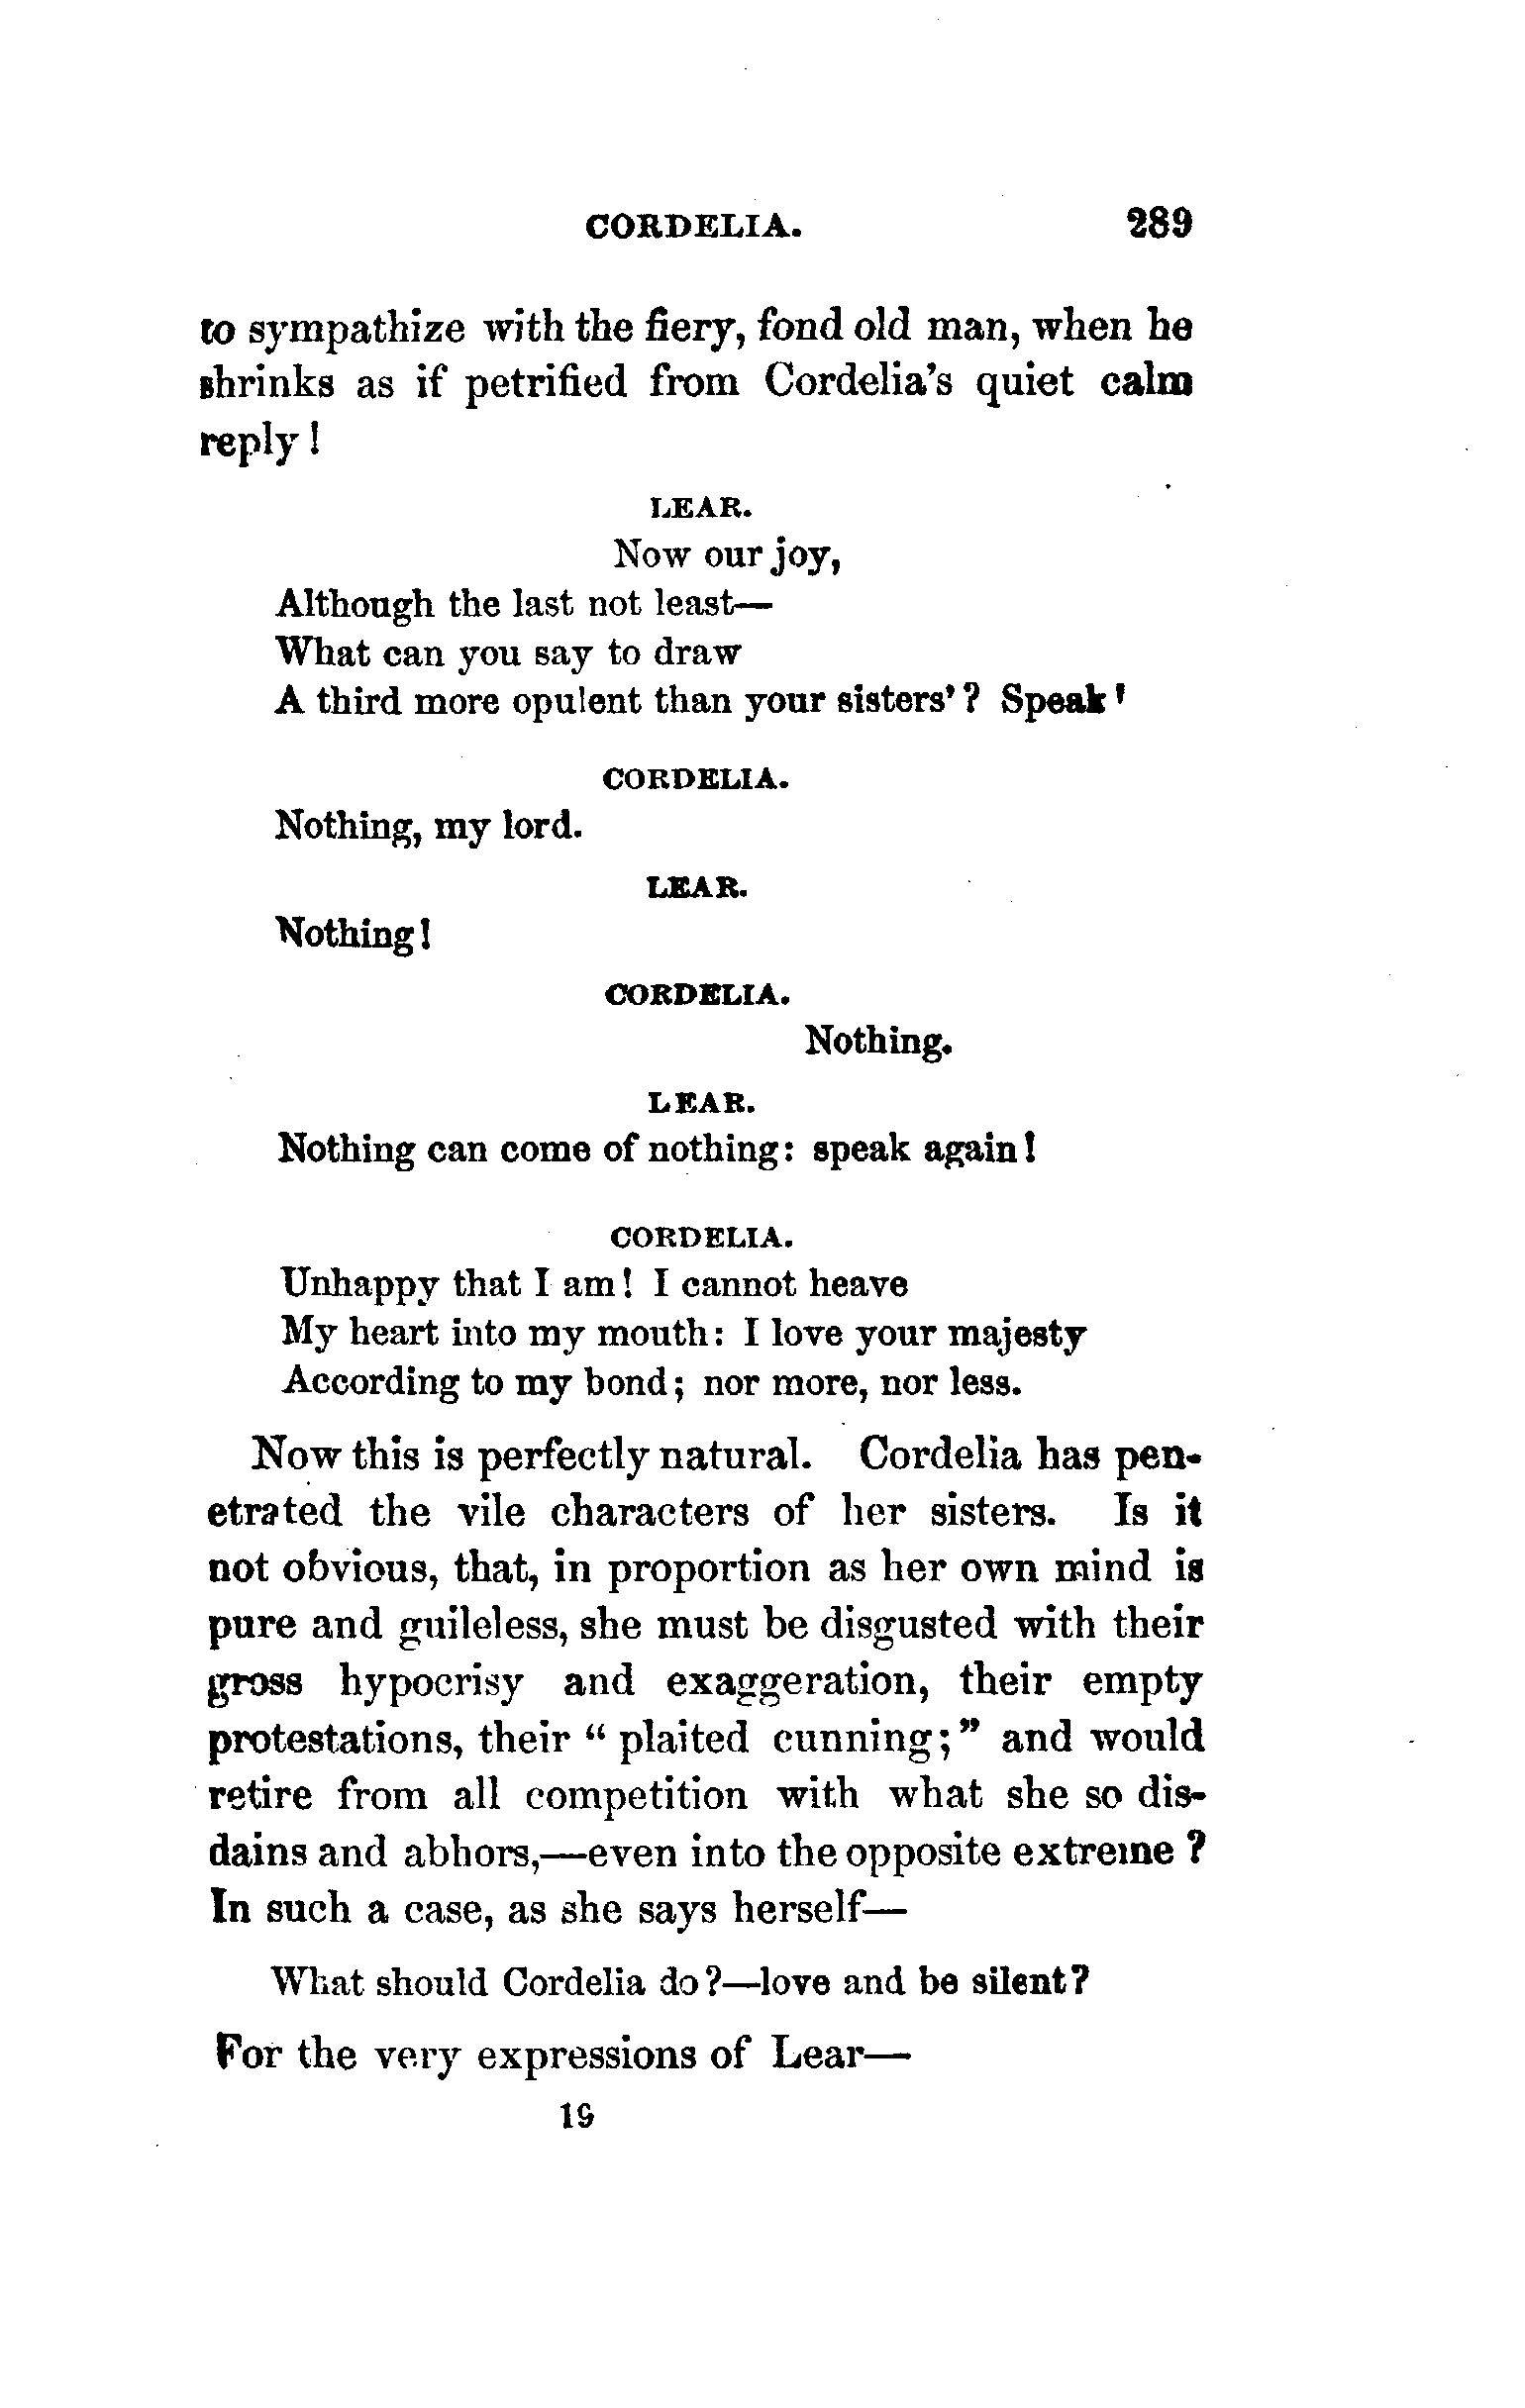 CORDELIA. 289
to sympathize with the fiery, fond old man, when he
shrinks as if petrified from Cordelia's quiet calm
reply!
LEAR.
Now our joy,
Although the last not least—
What can you say to draw
A third more opulent than your sisters'? Speak!
CORDELIA.
Nothing, my lord.
LEAR.
Nothing!
CORDELIA.
Nothing.
LEAR.
Nothing can come of nothing: speak again!
CORDELIA.
Unhappy that I am! I cannot heave
My heart into my mouth: I love your majesty
According to my bond; nor more, nor less.
Now this is perfectly natural. Cordelia has pen-
etrated the vile characters of her sisters. Is it
not obvious, that, in proportion as her own mind is
pure and guileless, she must be disgusted with their
gross hypocrisy and exaggeration, their empty
protestations, their "plaited cunning;" and would
retire from all competition with what she so dis-
dains and abhors,—even into the opposite extreme?
In such a case, as she says herself—
What should Cordelia do?—love and be silent?
For the very expressions of Lear—
19